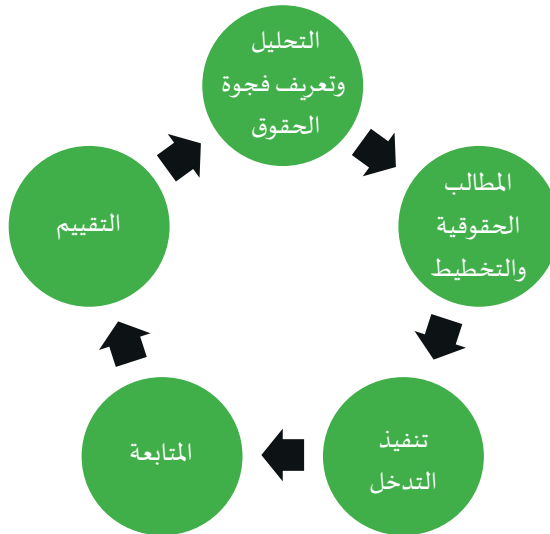 التحليل
وتعريف فجوة
الحقوق
المطالب
الحقوقية
والتخطيط
تنفيذ
التدخل
المتابعة
التقييم